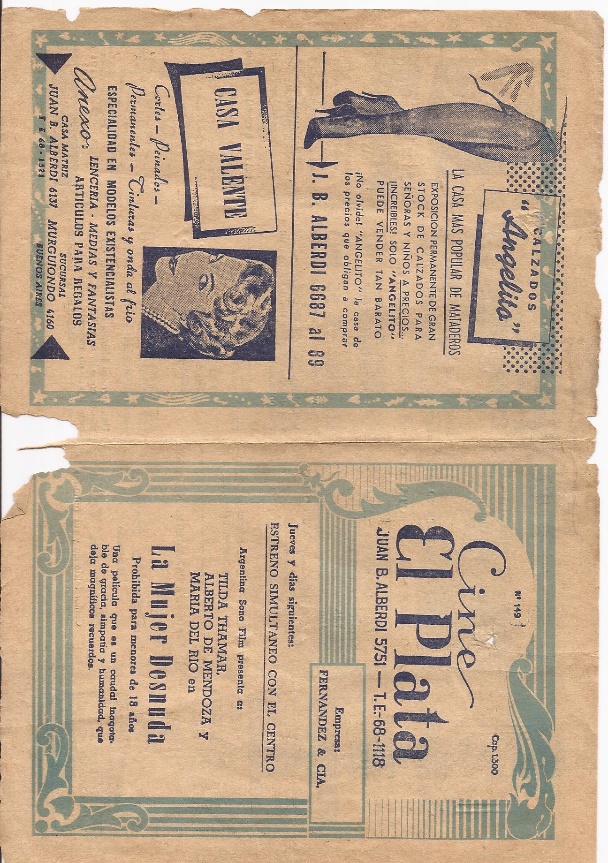 CALZADOS
"Angelito"
LA CASA MAS POPULAR DE MATADEROS
EXPOSICION PERMANENTE DE GRAN
STOCK DE CALZADOS PARA
SEÑORAS Y NIÑOS A PRECIOS...
INCREIBLES! SOLO "ANGELITO"
PUEDE VENDER TAN BARATO
¡No olvide! "ANGELITO" la casa de
los precios que obligan a comprar
J. B. ALBERDI 6687 al 89
CASA VALENTE
Cortes - Peinados -
Permanentes - Tinturas y onda al frio
ESPECIALIDAD EN MODELOS EXISTENCIALISTAS
Anexo: LENCERIA - MEDIAS Y FANTASIAS
ARTICULOS PARA REGALOS
CASA MATRIZ
JUAN B. ALBERDI 6137
SUCURSAL
MURGUIONDO 4160
BUENOS AIRES
Nº 149
Cap. 1300
Cine
El Plata
JUAN B. ALBERDI 5751 — T.E-68-1118
Empresa:
FERNANDEZ & CIA.
Jueves y días siguientes:
ESTRENO SIMULTANEO CON EL CENTRO
Argentina Sono Film presenta a:
TILDA THAMAR,
ALBERTO DE MENDOZA Y
MARIA DEL RIO en
La Mujer Desnuda
Prohibida para menores de 18 años
Una película que es un caudal inagota-
ble de gracia, simpatía y humanidad, que
deja magníficos recuerdos.